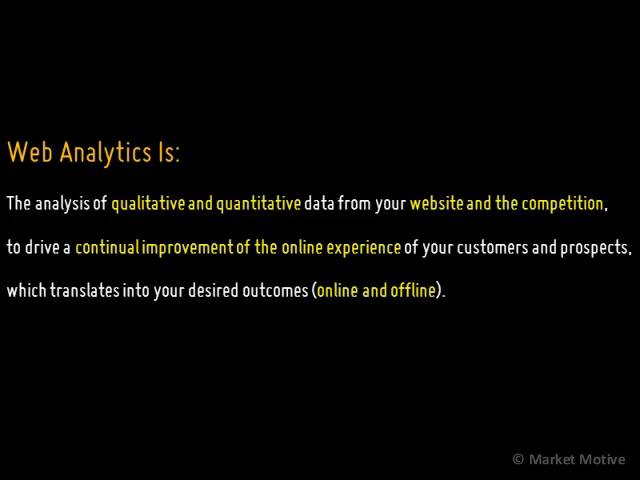 Web Analytics Is:
The analysis of qualitative and quantitative data from your website and the competition,
to drive a continual improvement of the online experience of your customers and prospects,
which translates into your desired outcomes (online and offline).
© Market Motive